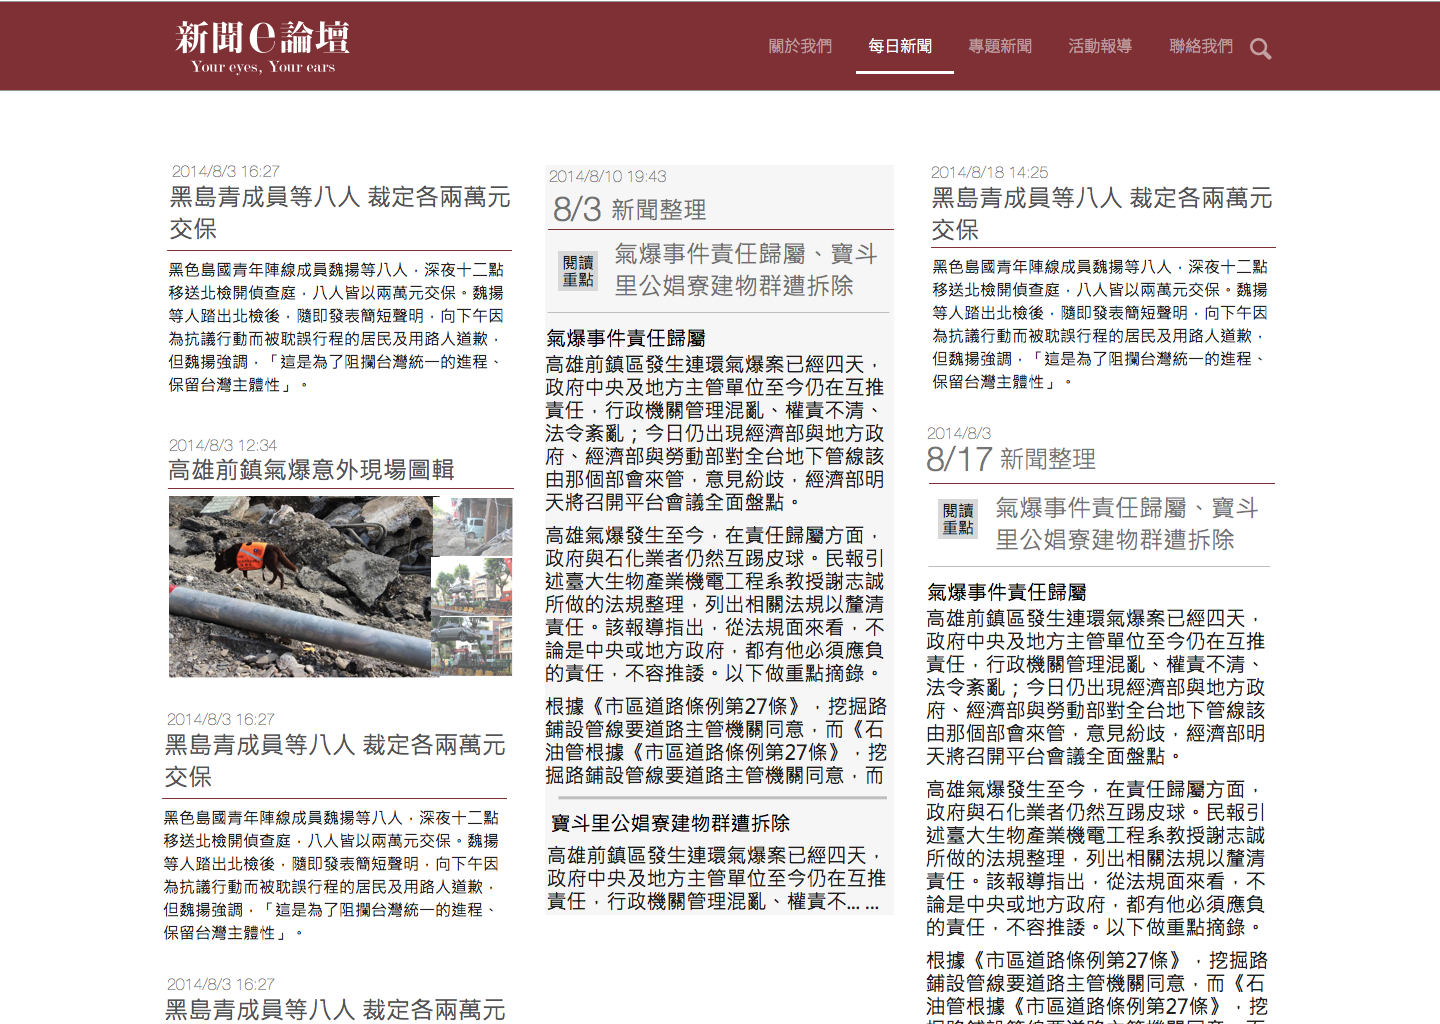 新聞e論壇
Your eyes, Your ears
關於我們
每日新聞
專題新聞
活動報導
聯絡我們
2014/8/3 16:27
黑島青成員等八人 裁定各兩萬元
交保
黑色島國青年陣線成員魏揚等八人，深夜十二點
移送北檢開偵查庭，八人皆以兩萬元交保。魏揚
等人踏出北檢後，隨即發表簡短聲明，向下午因
為抗議行動而被耽誤行程的居民及用路人道歉，
但魏揚強調，「這是為了阻攔台灣統一的進程、
保留台灣主體性」。
2014/8/3 12:34
高雄前鎮氣爆意外現場圖輯
2014/8/3 16:27
黑島青成員等八人 裁定各兩萬元
交保
黑色島國青年陣線成員魏揚等八人，深夜十二點
移送北檢開偵查庭，八人皆以兩萬元交保。魏揚
等人踏出北檢後，隨即發表簡短聲明，向下午因
為抗議行動而被耽誤行程的居民及用路人道歉，
但魏揚強調，「這是為了阻攔台灣統一的進程、
保留台灣主體性」。
2014/8/3 16:27
黑島青成員等八人 裁定各兩萬元
2014/8/10 19:43
8/3 新聞整理
閱讀
重點
氣爆事件責任歸屬、寶斗
里公娼寮建物群遭拆除
氣爆事件責任歸屬
高雄前鎮區發生連環氣爆案已經四天，
政府中央及地方主管單位至今仍在互推
責任，行政機關管理混亂、權責不清、
法令紊亂；今日仍出現經濟部與地方政
府、經濟部與勞動部對全台地下管線該
由那個部會來管，意見紛歧，經濟部明
天將召開平台會議全面盤點。
高雄氣爆發生至今，在責任歸屬方面，
政府與石化業者仍然互踢皮球。民報引
述臺大生物產業機電工程系教授謝志誠
所做的法規整理，列出相關法規以釐清
責任。該報導指出，從法規面來看，不
論是中央或地方政府，都有他必須應負
的責任，不容推諉。以下做重點摘錄。
根據《市區道路條例第27條》，挖掘路
鋪設管線要道路主管機關同意，而《石
油管根據《市區道路條例第27條》，挖
掘路鋪設管線要道路主管機關同意，而
寶斗里公娼寮建物群遭拆除
高雄前鎮區發生連環氣爆案已經四天，
政府中央及地方主管單位至今仍在互推
責任，行政機關管理混亂、權責不... ...
2014/8/18 14:25
黑島青成員等八人 裁定各兩萬元
交保
黑色島國青年陣線成員魏揚等八人，深夜十二點
移送北檢開偵查庭，八人皆以兩萬元交保。魏揚
等人踏出北檢後，隨即發表簡短聲明，向下午因
為抗議行動而被耽誤行程的居民及用路人道歉，
但魏揚強調，「這是為了阻攔台灣統一的進程、
保留台灣主體性」。
2014/8/3
8/17 新聞整理
閱讀
重點
氣爆事件責任歸屬、寶斗
里公娼寮建物群遭拆除
氣爆事件責任歸屬
高雄前鎮區發生連環氣爆案已經四天，
政府中央及地方主管單位至今仍在互推
責任，行政機關管理混亂、權責不清、
法令紊亂；今日仍出現經濟部與地方政
府、經濟部與勞動部對全台地下管線該
由那個部會來管，意見紛歧，經濟部明
天將召開平台會議全面盤點。
高雄氣爆發生至今，在責任歸屬方面，
政府與石化業者仍然互踢皮球。民報引
述臺大生物產業機電工程系教授謝志誠
所做的法規整理，列出相關法規以釐清
責任。該報導指出，從法規面來看，不
論是中央或地方政府，都有他必須應負
的責任，不容推諉。以下做重點摘錄。
根據《市區道路條例第27條》，挖掘路
鋪設管線要道路主管機關同意，而《石
油管根據《市區道路條例第27條》，挖
掘路鋪設管線要道路主管機關同意，而